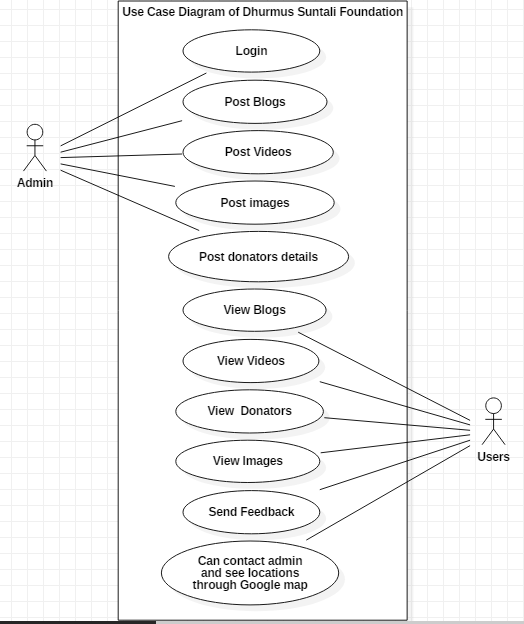 Use Case Diagram of Dhurmus Suntali Foundation
Login
Post Blogs
Post Videos
Admin
Post images
Post donators details
View Blogs
View Videos
View Donators
Users
View Images
Send Feedback
Can contact admin
and see locations
through Google map